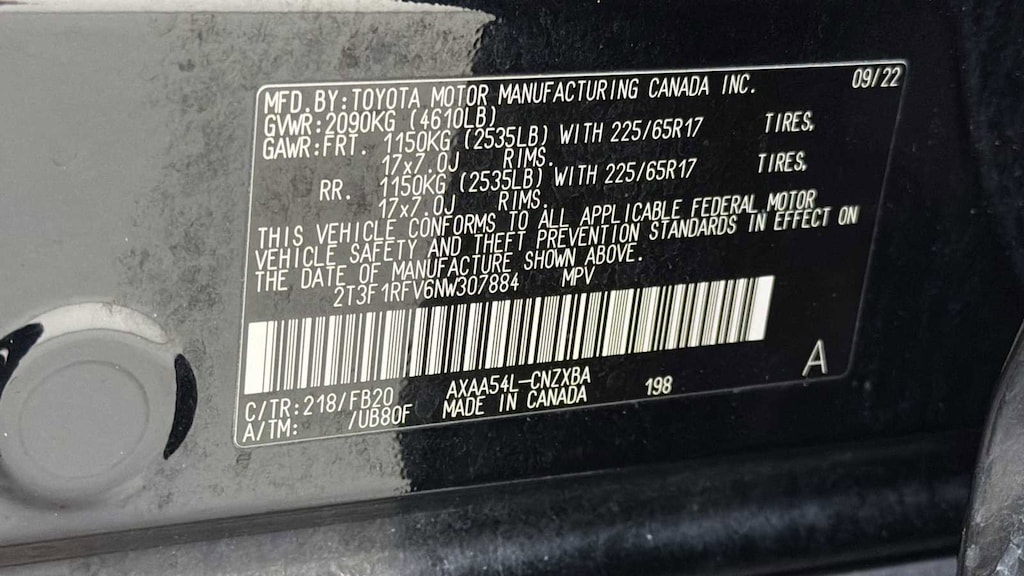 MFD.BY:TOYOTA MOTOR MANUFACTURING CANADA INC. 09/22
GVWR:2090KG (4610LB)
GAWR:FRT. 1150KG (2535LB) WITH 225/65R17 TIRES,
17x7.0J RIMS.
RR. 1150KG (2535LB) WITH 225/65R17 TIRES,
17x7.0J RIMS.
THIS VEHICLE CONFORMS TO ALL APPLICABLE FEDERAL MOTOR
VEHICLE SAFETY AND THEFT PREVENTION STANDARDS IN EFFECT ON
THE DATE OF MANUFACTURE SHOWN ABOVE.
2T3F1RFV6NW307884 MPV
A
C/TR:218/FB20 AXAA54L-CNZXBA 198
A/TM: /UB80F MADE IN CANADA